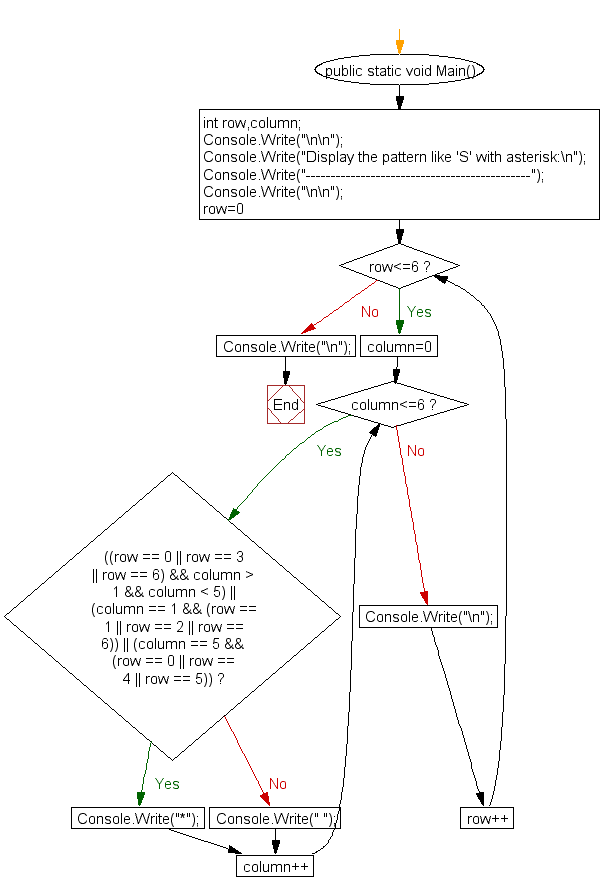 public static void Main()
int row,column;
Console.Write("\n\n");
Console.Write("Display the pattern like 'S' with asterisk:\n");
Console.Write("---------------------------------------------");
Console.Write("\n\n");
row=0
row<=6 ?
No
Yes
Console.Write("\n");
column=0
End
column<=6 ?
Yes
No
((row == 0 || row == 3
|| row == 6) && column >
1 && column < 5) ||
(column == 1 && (row ==
1 || row == 2 || row ==
6)) || (column == 5 &&
(row == 0 || row ==
4 || row == 5)) ?
Console.Write("\n");
Yes
No
Console.Write("*");
Console.Write(" ");
row++
column++